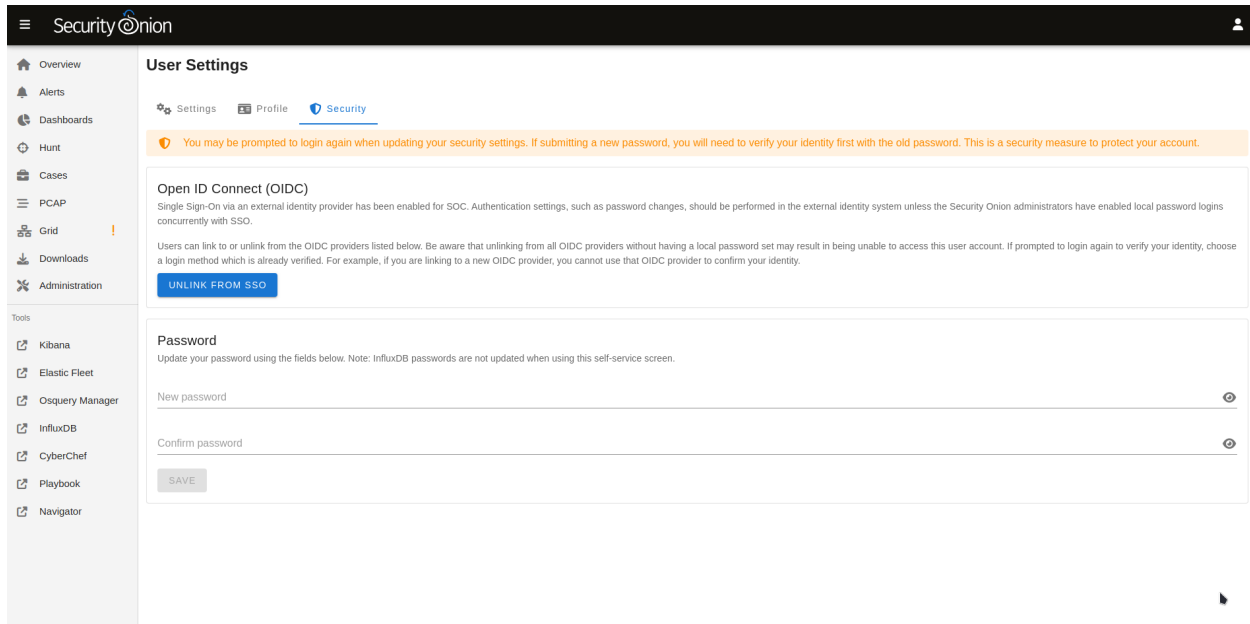 Security Onion
Overview
Alerts
Dashboards
Hunt
Cases
PCAP
Grid !
Downloads
Administration
Tools
Kibana
Elastic Fleet
Osquery Manager
InfluxDB
CyberChef
Playbook
Navigator
User Settings
Settings Profile Security
You may be prompted to login again when updating your security settings. If submitting a new password, you will need to verify your identity first with the old password. This is a security measure to protect your account.
Open ID Connect (OIDC)
Single Sign-On via an external identity provider has been enabled for SOC. Authentication settings, such as password changes, should be performed in the external identity system unless the Security Onion administrators have enabled local password logins
concurrently with SSO.
Users can link to or unlink from the OIDC providers listed below. Be aware that unlinking from all OIDC providers without having a local password set may result in being unable to access this user account. If prompted to login again to verify your identity, choose
a login method which is already verified. For example, if you are linking to a new OIDC provider, you cannot use that OIDC provider to confirm your identity.
UNLINK FROM SSO
Password
Update your password using the fields below. Note: InfluxDB passwords are not updated when using this self-service screen.
New password
Confirm password
SAVE